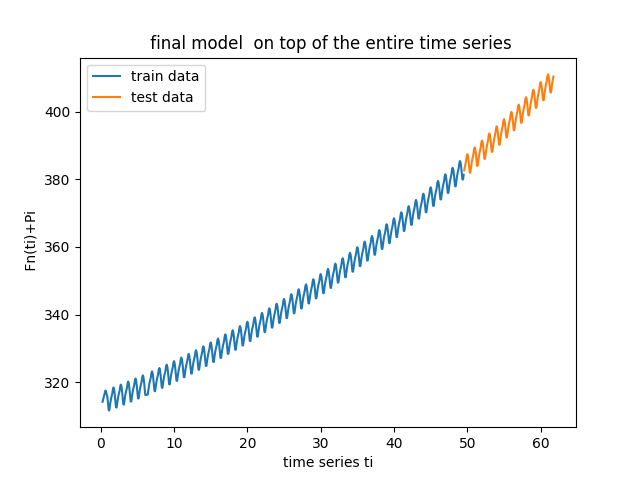 final model  on top of the entire time series
train data
test data
Fn(ti)+Pi
400
380
360
340
320
0 10 20 30 40 50 60
time series ti